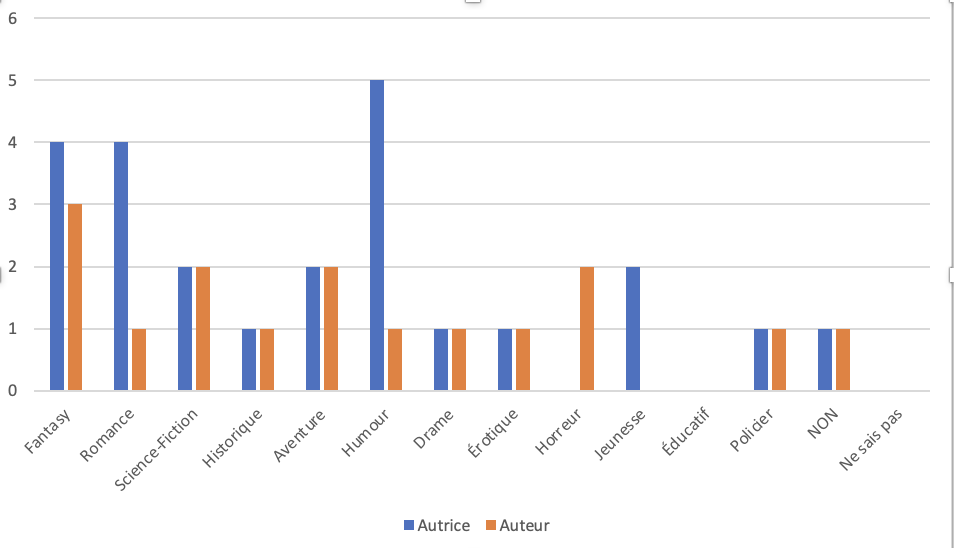 6
5
4
3
2
1
0
Fantasy
Romance
Science-Fiction
Historique
Aventure
Humour
Drame
Érotique
Horreur
Jeunesse
Éducatif
Policier
NON
Ne sais pas
Autrice Auteur